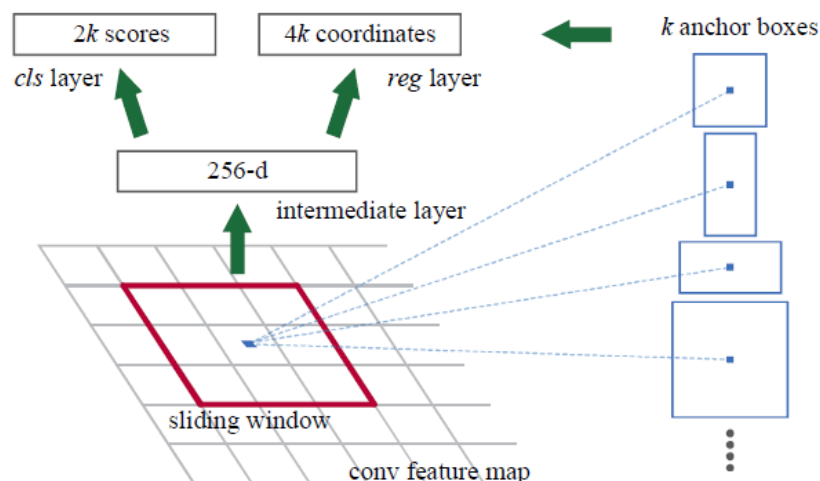 2k scores
4k coordinates
k anchor boxes
cls layer
reg layer
256-d
intermediate layer
sliding window
conv feature map